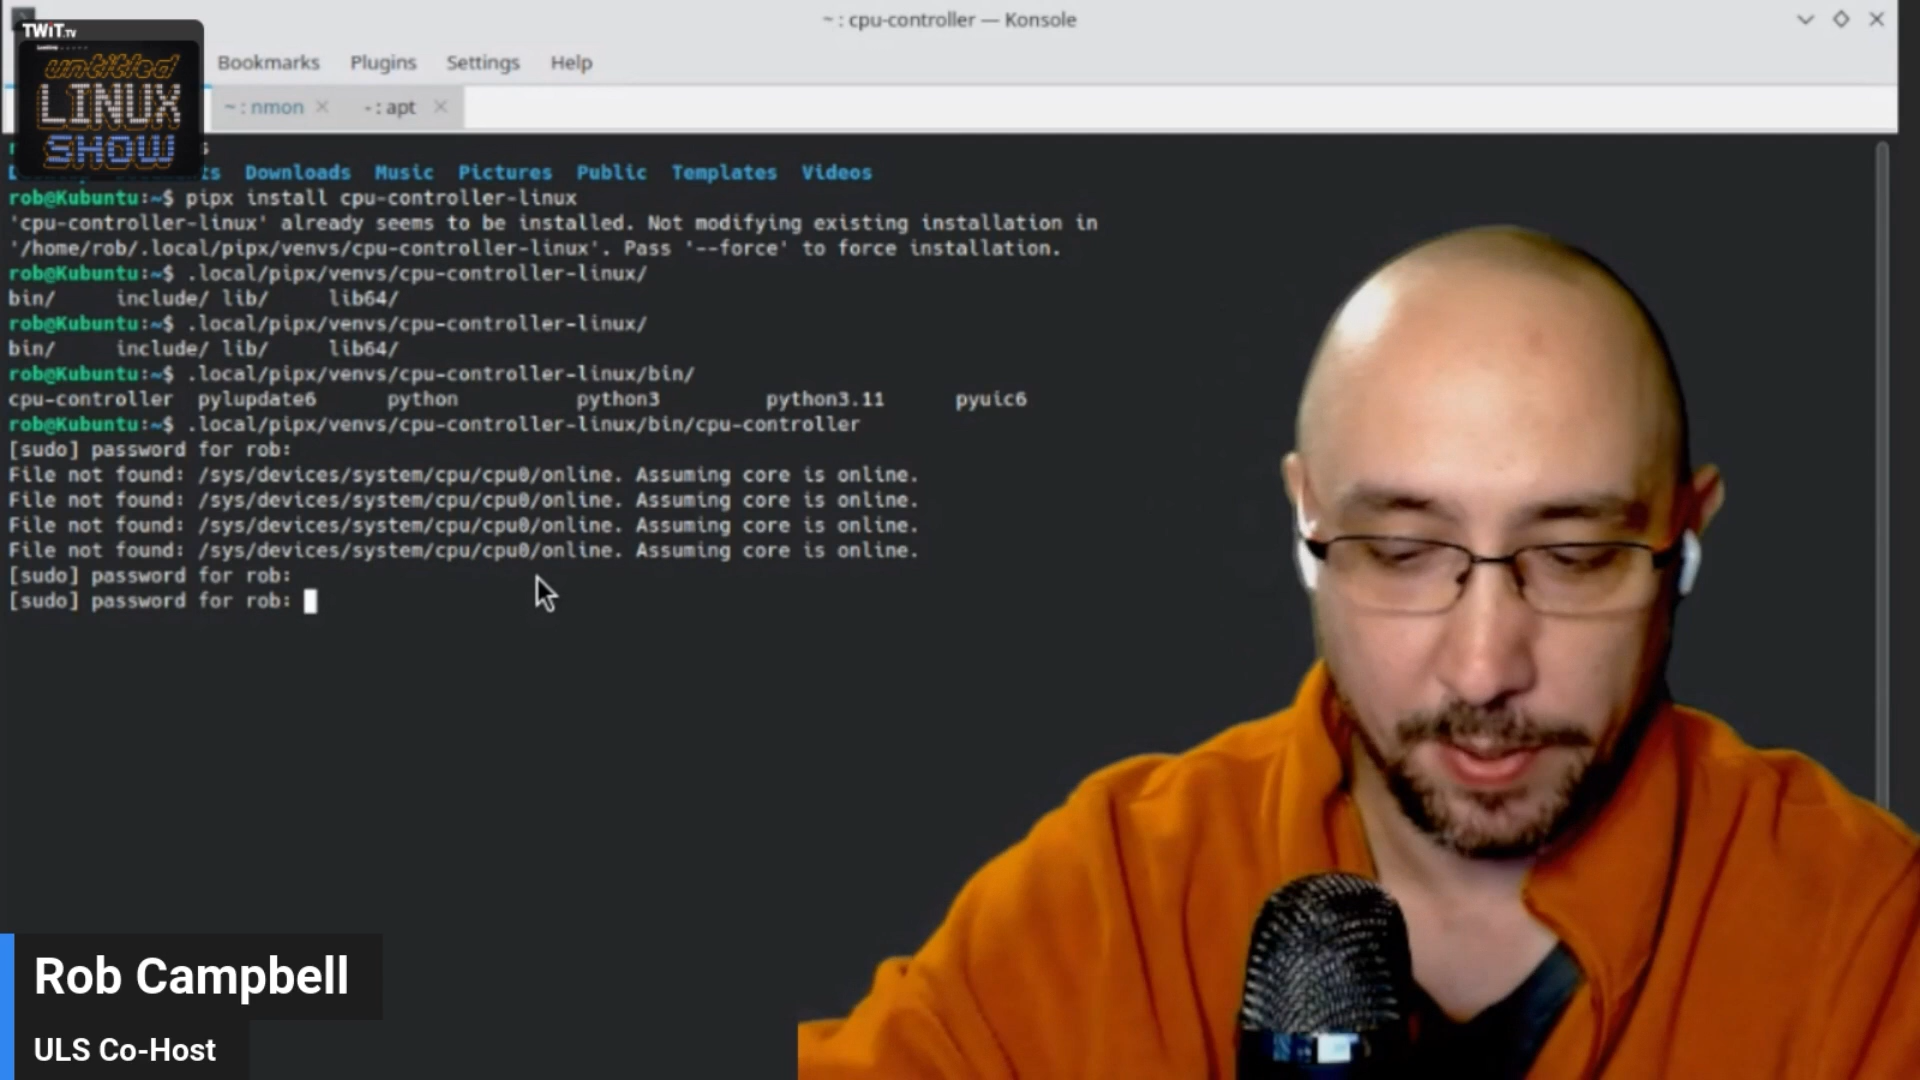 TWiT.TV
~ : cpu-controller — Konsole
untitled
LINUX
SHOW
Bookmarks Plugins Settings Help
~ : nmon × - : apt ×
Downloads Music Pictures Public Templates Videos
rob@Kubuntu:~$ pipx install cpu-controller-linux
'cpu-controller-linux' already seems to be installed. Not modifying existing installation in
'/home/rob/.local/pipx/venvs/cpu-controller-linux'. Pass '--force' to force installation.
rob@Kubuntu:~$ .local/pipx/venvs/cpu-controller-linux/
bin/ include/ lib/ lib64/
rob@Kubuntu:~$ .local/pipx/venvs/cpu-controller-linux/
bin/ include/ lib/ lib64/
rob@Kubuntu:~$ .local/pipx/venvs/cpu-controller-linux/bin/
cpu-controller pylupdate6 python python3 python3.11 pyuic6
rob@Kubuntu:~$ .local/pipx/venvs/cpu-controller-linux/bin/cpu-controller
[sudo] password for rob:
File not found: /sys/devices/system/cpu/cpu0/online. Assuming core is online.
File not found: /sys/devices/system/cpu/cpu0/online. Assuming core is online.
File not found: /sys/devices/system/cpu/cpu0/online. Assuming core is online.
File not found: /sys/devices/system/cpu/cpu0/online. Assuming core is online.
[sudo] password for rob:
[sudo] password for rob:
Rob Campbell
ULS Co-Host